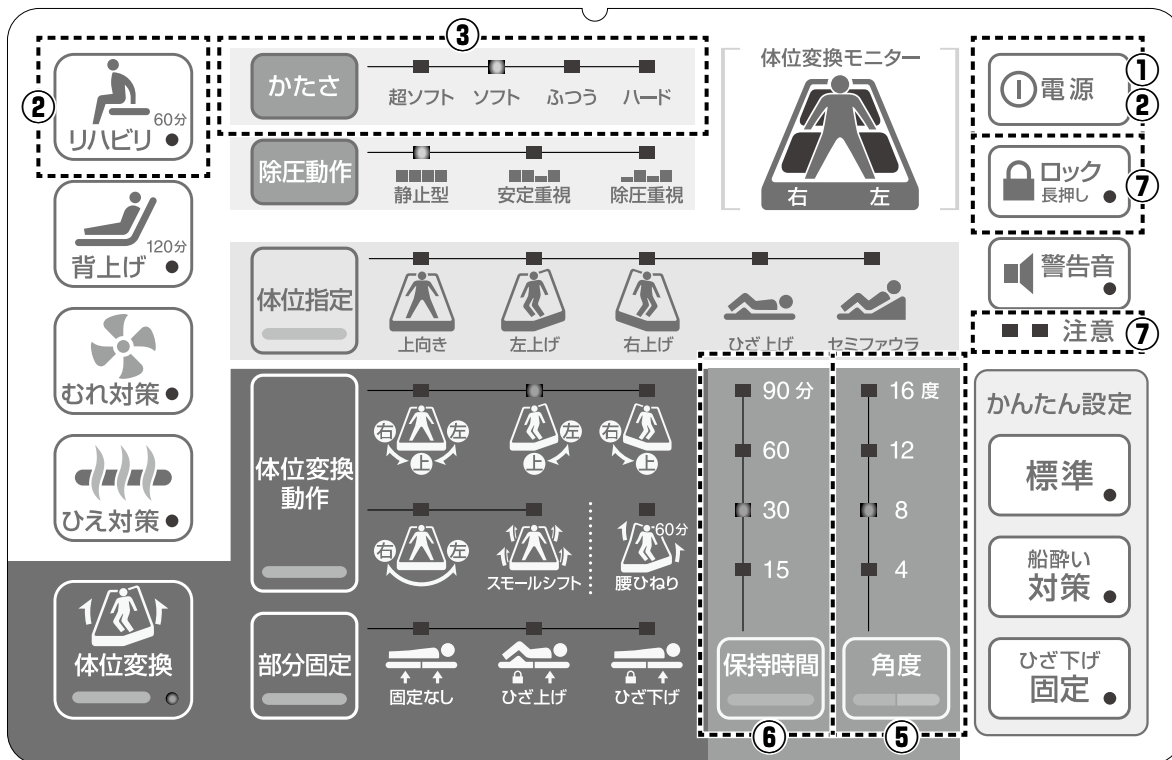 ③
②
リハビリ
60分
背上げ
120分
むれ対策
ひえ対策
体位変換
かたさ
超ソフト ソフト ふつう ハード
除圧動作
静止型 安定重視 除圧重視
体位変換モニター
右 左
体位指定
上向き 左上げ 右上げ ひざ上げ セミファウラ
体位変換
動作
右 左 上
左 上
右 上
右 左
スモールシフト
60分
腰ひねり
部分固定
固定なし ひざ上げ ひざ下げ
90分
60
30
15
保持時間
⑥
16度
12
8
4
角度
⑤
電源
①
②
ロック
長押し
⑦
警告音
注意
⑦
かんたん設定
標準
船酔い
対策
ひざ下げ
固定